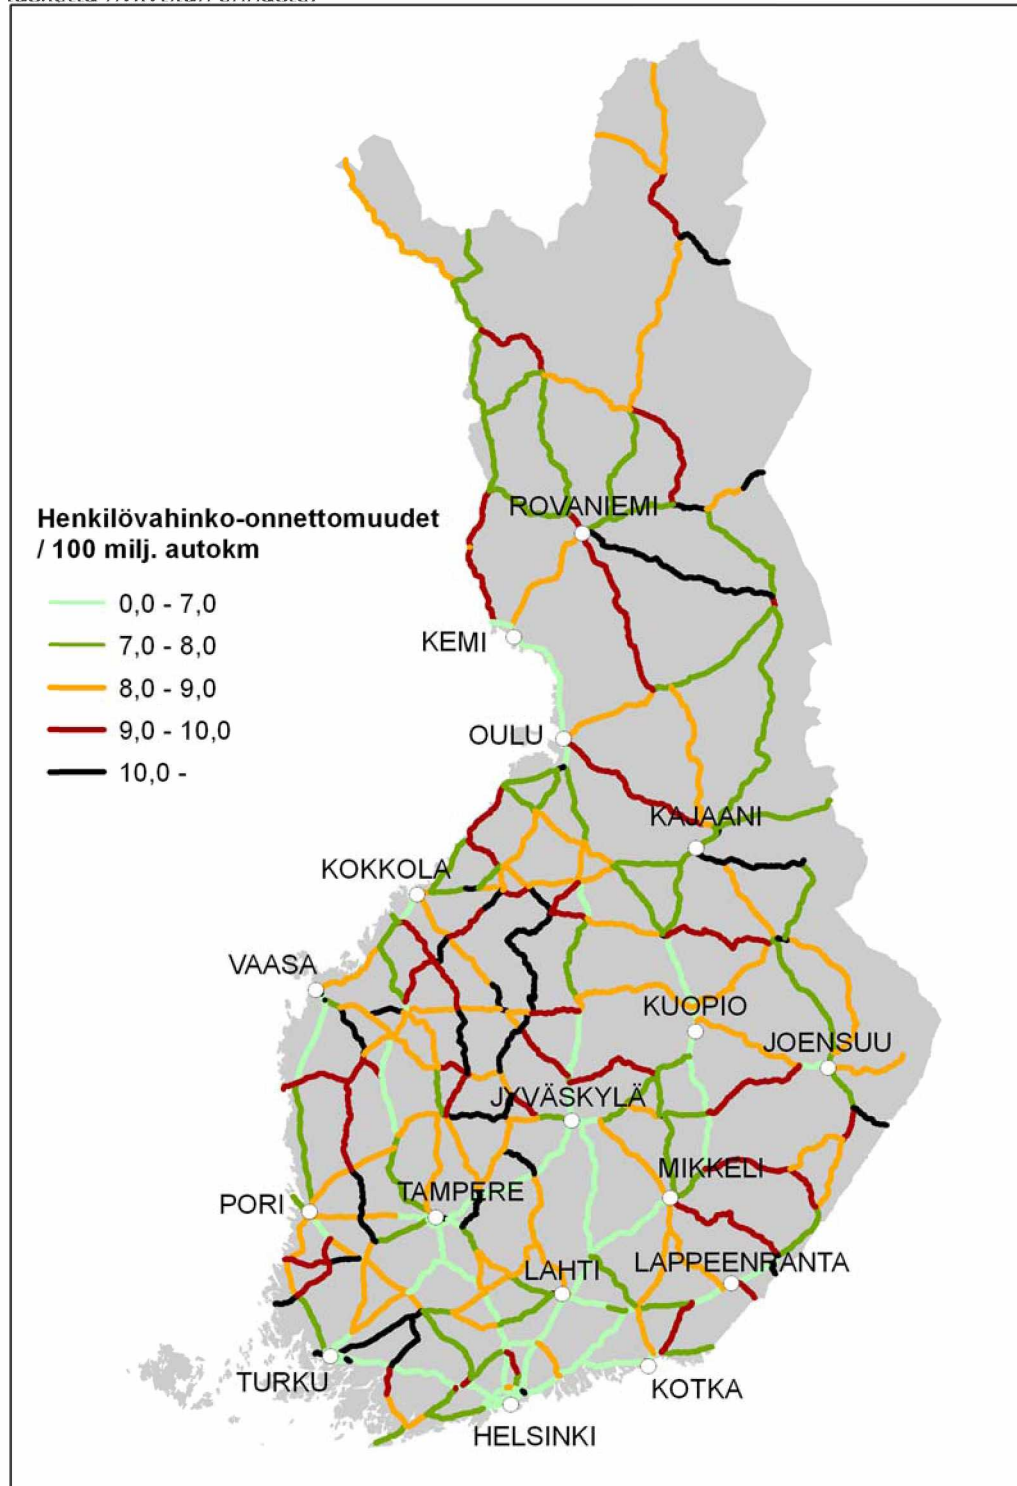 Henkilövahinko-onnettomuudet
/ 100 milj. autokm
0,0 - 7,0
7,0 - 8,0
8,0 - 9,0
9,0 - 10,0
10,0 -
ROVANIEMI
KEMI
OULU
KAJAANI
KOKKOLA
VAASA
KUOPIO
JOENSUU
JYVÄSKYLÄ
MIKKELI
TAMPERE
PORI
LAPPEENRANTA
LAHTI
TURKU
KOTKA
HELSINKI